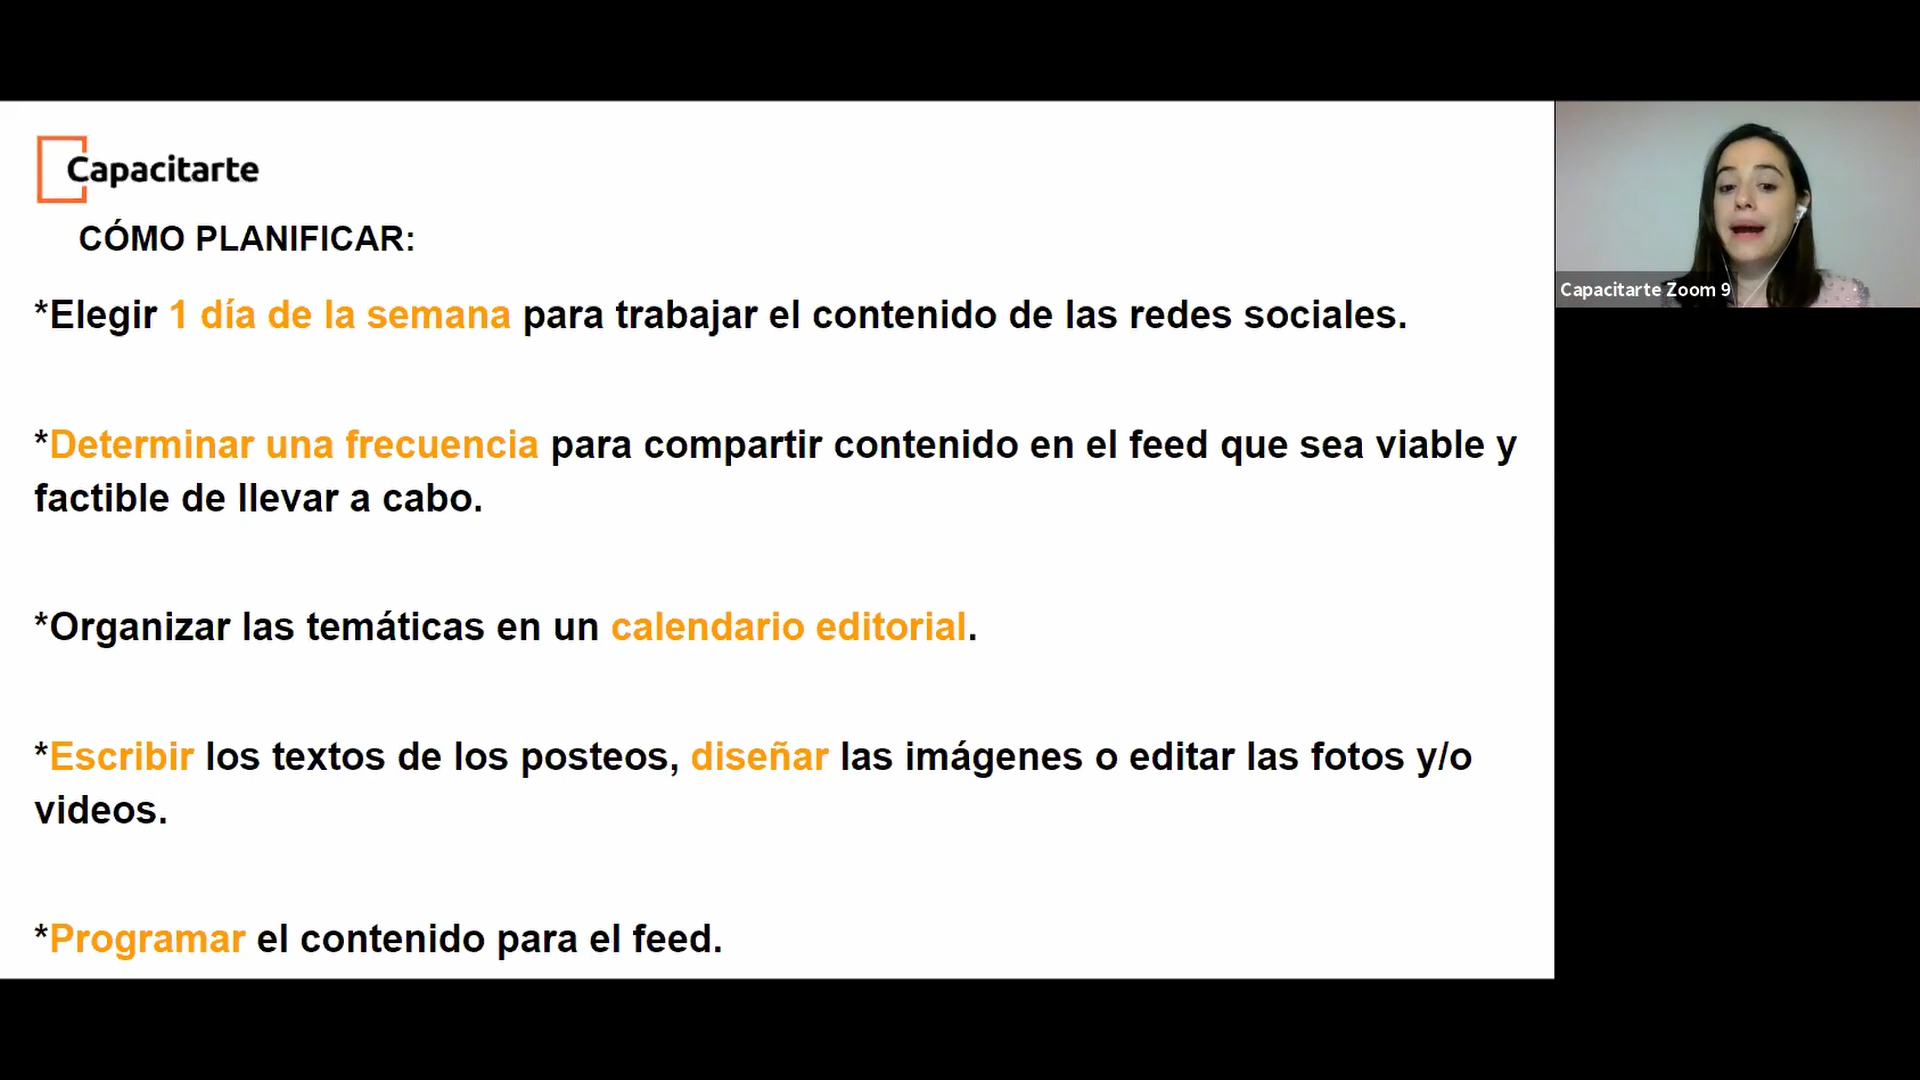 Capacitarte
CÓMO PLANIFICAR:
*Elegir 1 día de la semana para trabajar el contenido de las redes sociales.
*Determinar una frecuencia para compartir contenido en el feed que sea viable y
factible de llevar a cabo.
*Organizar las temáticas en un calendario editorial.
*Escribir los textos de los posteos, diseñar las imágenes o editar las fotos y/o
videos.
*Programar el contenido para el feed.
Capacitarte Zoom 9